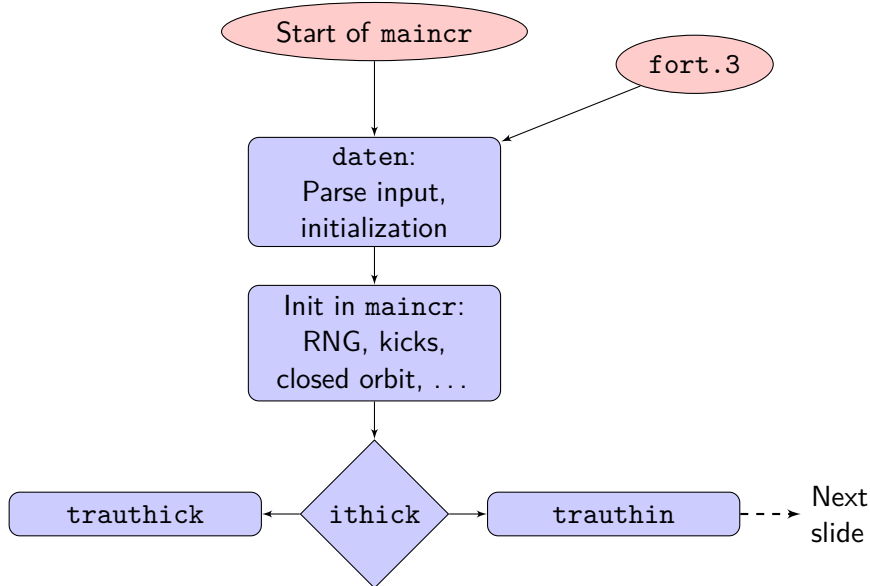 Start of maincr
fort.3
daten:
Parse input,
initialization
Init in maincr:
RNG, kicks,
closed orbit, ...
trauthick
ithick
trauthin
Next
slide